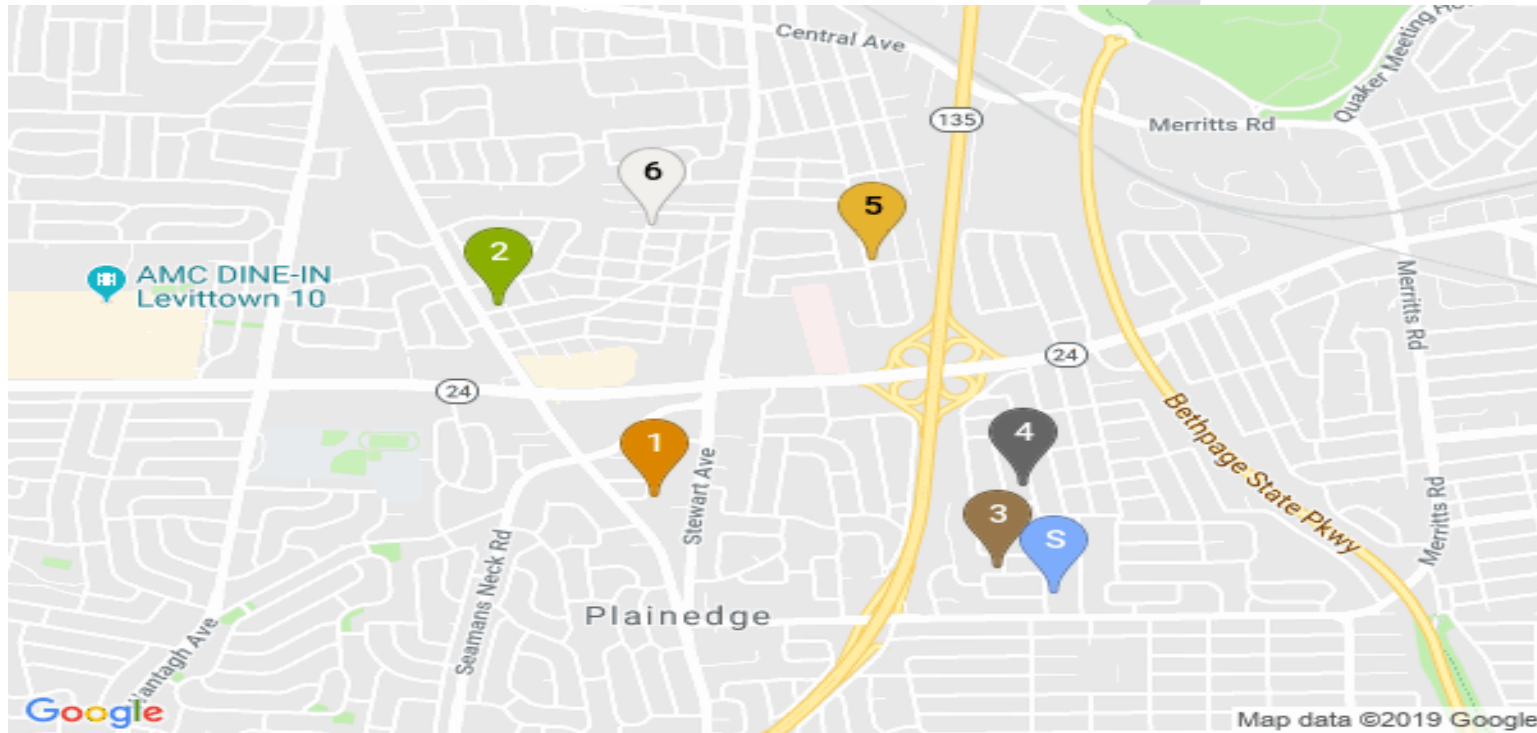 Central Ave
135
Merritts Rd
Quaker Meeting
6
5
2
AMC DINE-IN
Levittown 10
Merritts Rd
24
24
Bethpage State Pkwy
1
4
Stewart Ave
Merritts Rd
3
S
Seamans Neck Rd
Plainedge
Wantagh Ave
Google
Map data ©2019 Google